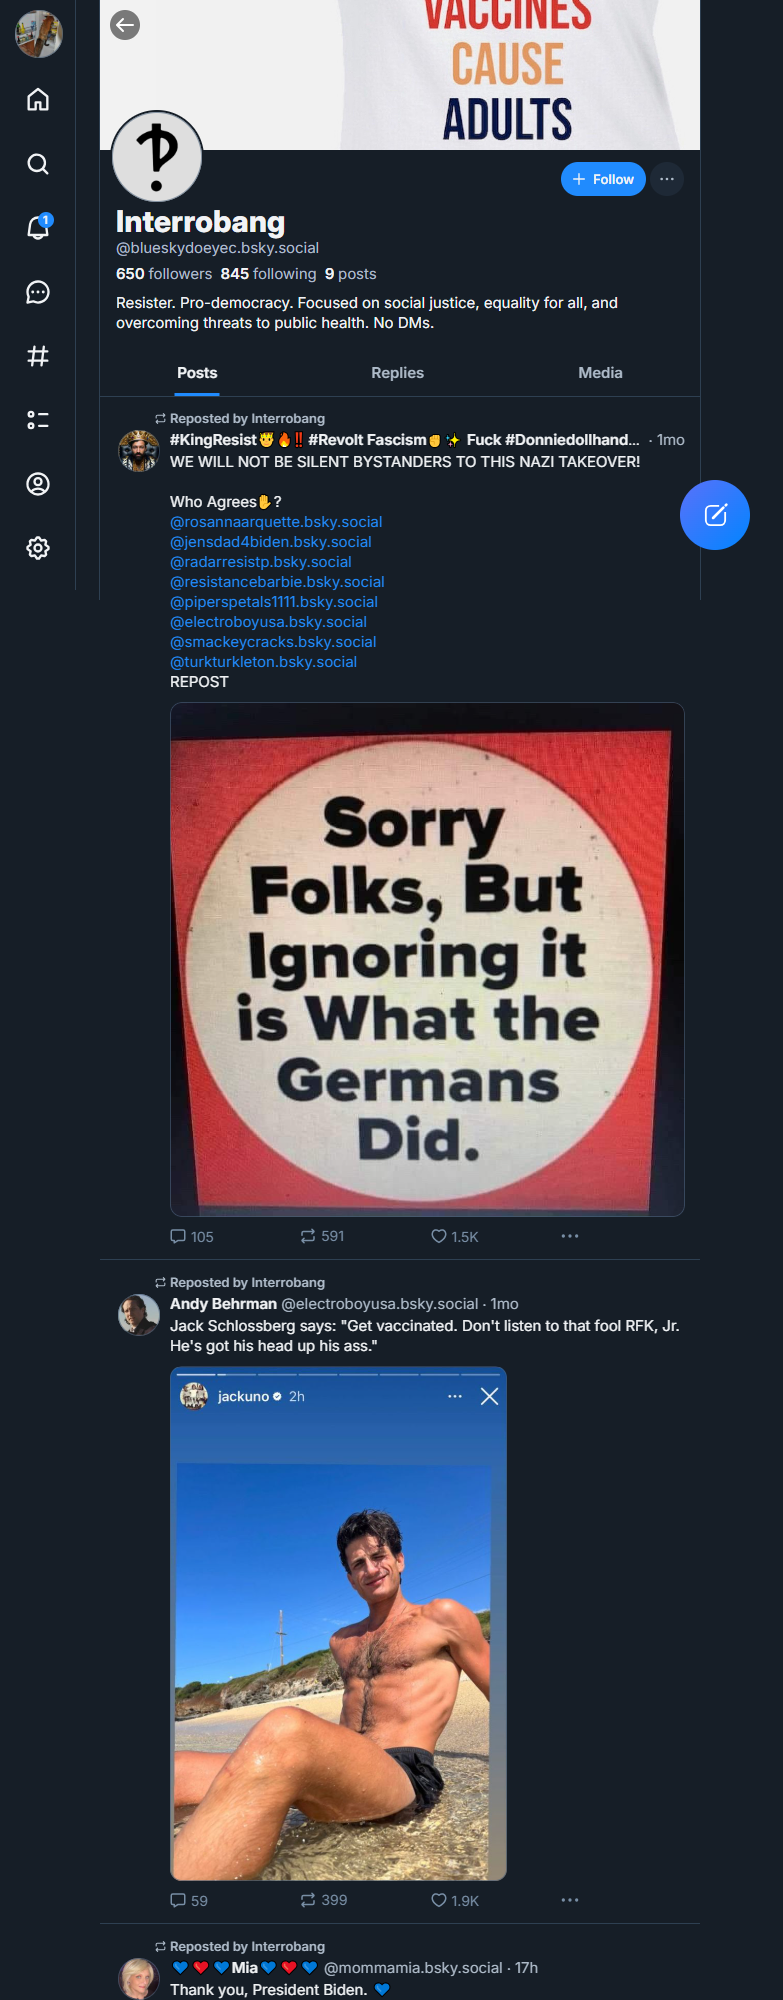 VACCINES
CAUSE
ADULTS
+ Follow
Interrobang
@blueskydoeyec.bsky.social
650 followers 845 following 9 posts
Resister. Pro-democracy. Focused on social justice, equality for all, and
overcoming threats to public health. No DMs.
1
Posts Replies Media
Reposted by Interrobang
#KingResist🤴🔥‼️#Revolt Fascism✊✨ Fuck #Donniedollhand... · 1mo
WE WILL NOT BE SILENT BYSTANDERS TO THIS NAZI TAKEOVER!
Who Agrees✋?
@rosannaarquette.bsky.social
@jensdad4biden.bsky.social
@radarresistp.bsky.social
@resistancebarbie.bsky.social
@piperspetals1111.bsky.social
@electroboyusa.bsky.social
@smackeycracks.bsky.social
@turkturkleton.bsky.social
REPOST
Sorry
Folks, But
Ignoring it
is What the
Germans
Did.
105 591 1.5K
Reposted by Interrobang
Andy Behrman @electroboyusa.bsky.social · 1mo
Jack Schlossberg says: "Get vaccinated. Don't listen to that fool RFK, Jr.
He's got his head up his ass."
jackuno 2h
59 399 1.9K
Reposted by Interrobang
💙❤️💙Mia💙❤️💙 @mommamia.bsky.social · 17h
Thank you, President Biden. 💙